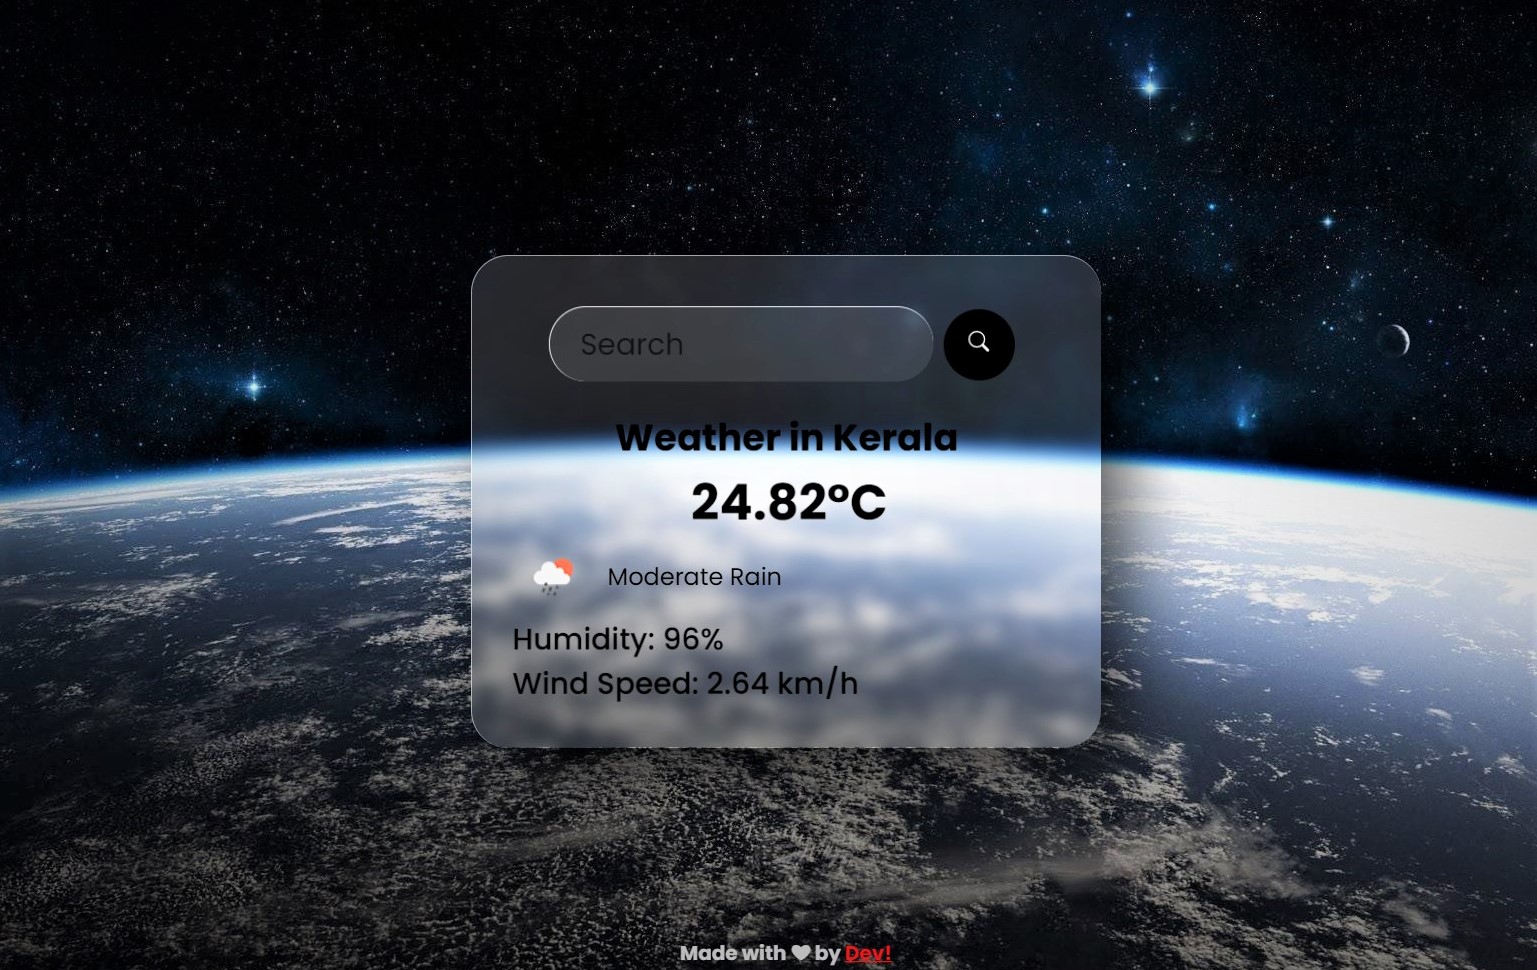 Search
Weather in Kerala
24.82°C
Moderate Rain
Humidity: 96%
Wind Speed: 2.64 km/h
Made with ❤ by Dev!